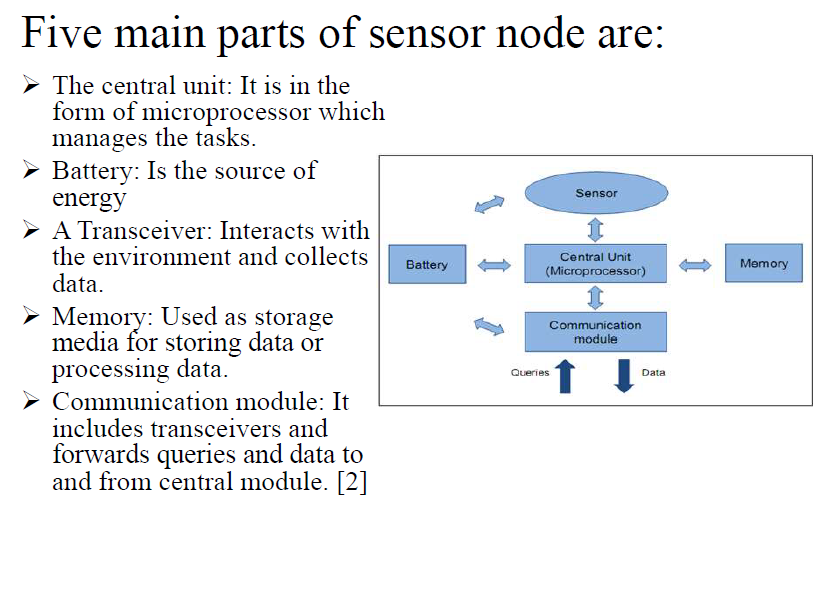 Five main parts of sensor node are:
➢ The central unit: It is in the
form of microprocessor which
manages the tasks.
➢ Battery: Is the source of
energy
➢ A Transceiver: Interacts with
the environment and collects
data.
➢ Memory: Used as storage
media for storing data or
processing data.
➢ Communication module: It
includes transceivers and
forwards queries and data to
and from central module. [2]
Sensor
Battery
Central Unit
(Microprocessor)
Memory
Communication
module
Queries
Data